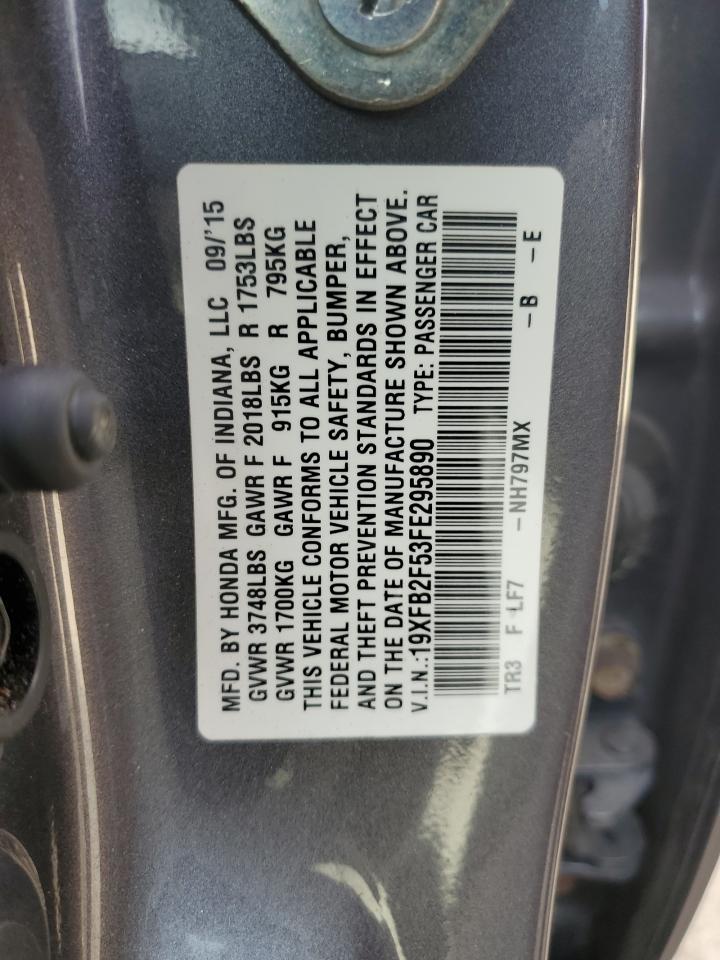 MFD. BY HONDA MFG. OF INDIANA, LLC 09/'15
GVWR 3748LBS GAWR F 2018LBS R 1753LBS
GVWR 1700KG GAWR F 915KG R 795KG
THIS VEHICLE CONFORMS TO ALL APPLICABLE
FEDERAL MOTOR VEHICLE SAFETY, BUMPER,
AND THEFT PREVENTION STANDARDS IN EFFECT
ON THE DATE OF MANUFACTURE SHOWN ABOVE.
V.I.N.:19XFB2F53FE295890 TYPE: PASSENGER CAR
TR3 F LF7 -NH797MX -B -E